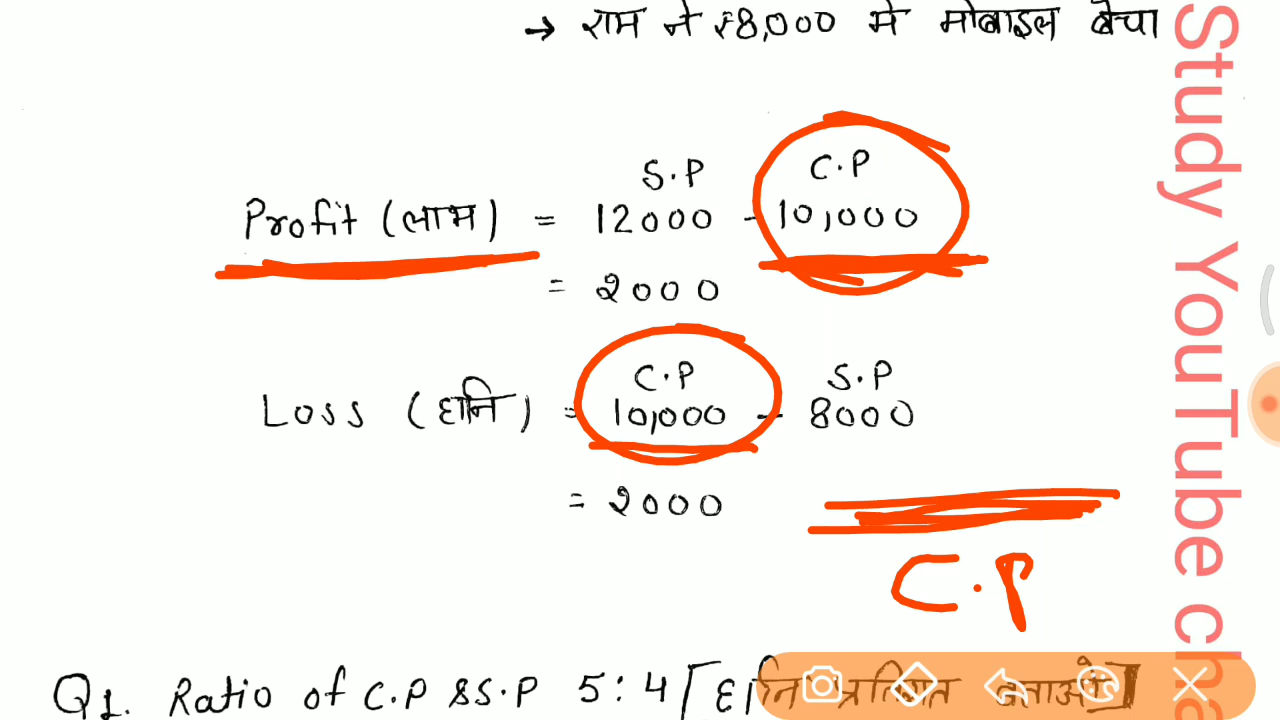 → राम ने ₹8,000 में मोबाइल बेचा
S.P C.P
Profit (लाभ) = 12000 - 10,000
= 2000
C.P S.P
Loss (हानि) = 10,000 - 8000
= 2000
C.P
Q1. Ratio of C.P & S.P 5:4 [हानि प्रतिशत बताओ]
Study YouTube cha